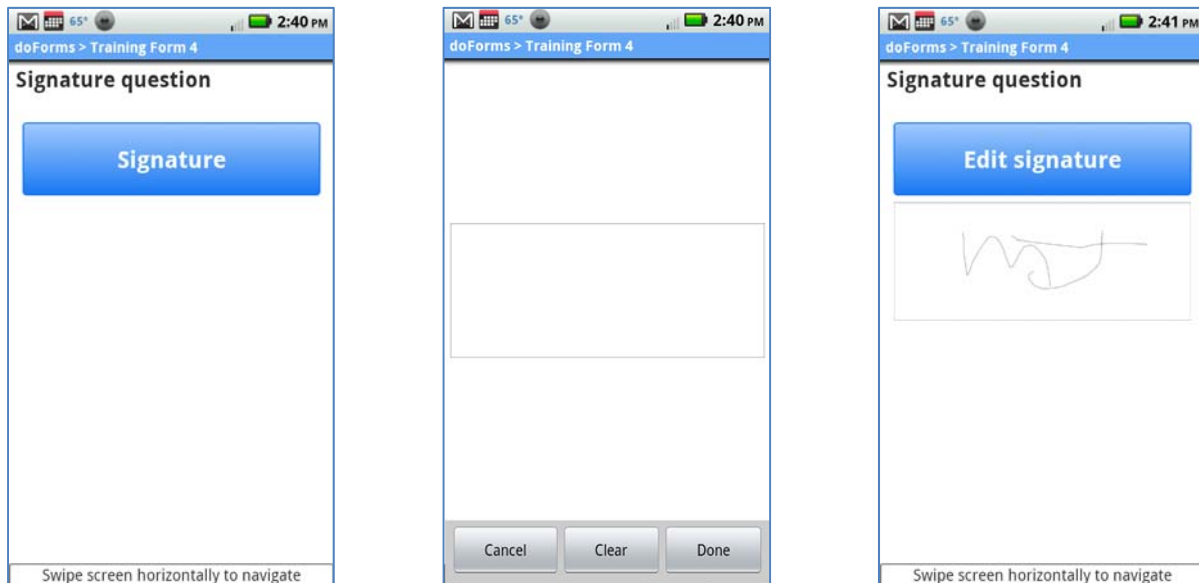 65° 2:40 PM
doForms > Training Form 4
Signature question
Signature
Swipe screen horizontally to navigate
65° 2:40 PM
doForms > Training Form 4
Cancel Clear Done
65° 2:41 PM
doForms > Training Form 4
Signature question
Edit signature
Swipe screen horizontally to navigate